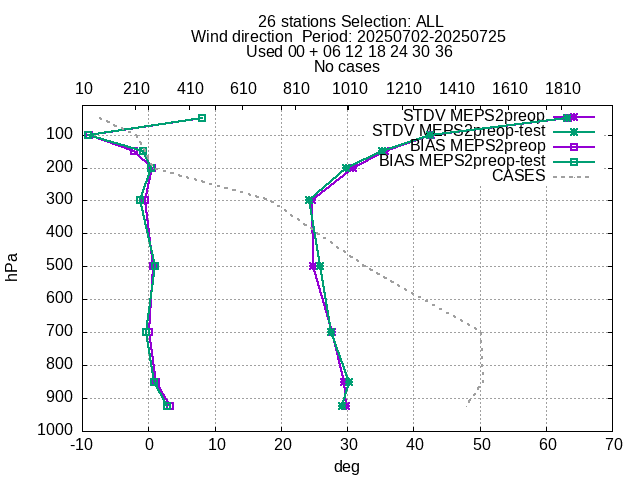 26 stations Selection: ALL
Wind direction  Period: 20250702-20250725
Used 00 + 06 12 18 24 30 36
No cases
10 210 410 610 810 1010 1210 1410 1610 1810
STDV MEPS2preop
STDV MEPS2preop-test
BIAS MEPS2preop
BIAS MEPS2preop-test
CASES
100
200
300
400
500
600
700
800
900
1000
hPa
-10 0 10 20 30 40 50 60 70
deg